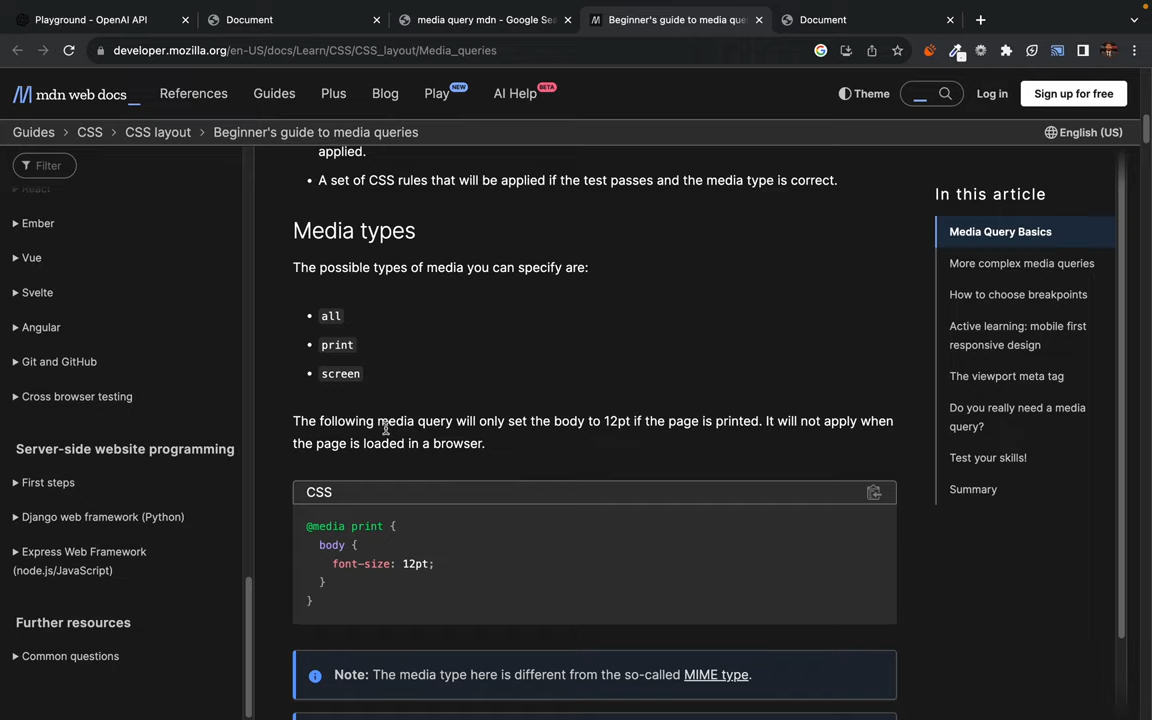 Playground - OpenAI API
Document
media query mdn - Google Sea
Beginner's guide to media que
Document
developer.mozilla.org/en-US/docs/Learn/CSS/CSS_layout/Media_queries
mdn web docs_
References
Guides
Plus
Blog
Play NEW
AI Help BETA
Theme
Log in
Sign up for free
Guides > CSS > CSS layout > Beginner's guide to media queries
English (US)
Filter
React
Ember
Vue
Svelte
Angular
Git and GitHub
Cross browser testing
Server-side website programming
First steps
Django web framework (Python)
Express Web Framework
(node.js/JavaScript)
Further resources
Common questions
applied.
• A set of CSS rules that will be applied if the test passes and the media type is correct.
Media types
The possible types of media you can specify are:
• all
• print
• screen
The following media query will only set the body to 12pt if the page is printed. It will not apply when
the page is loaded in a browser.
CSS
@media print {
body {
font-size: 12pt;
}
}
Note: The media type here is different from the so-called MIME type.
In this article
Media Query Basics
More complex media queries
How to choose breakpoints
Active learning: mobile first
responsive design
The viewport meta tag
Do you really need a media
query?
Test your skills!
Summary